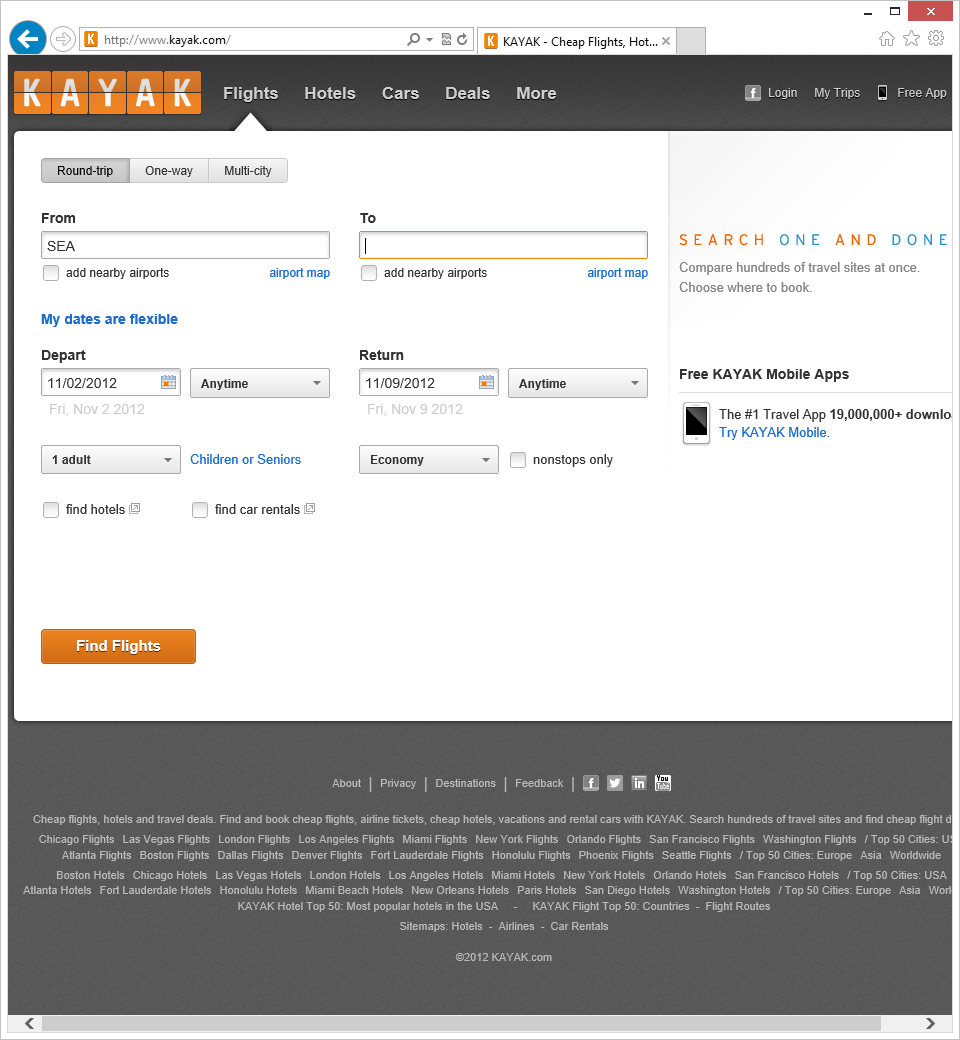 http://www.kayak.com/
KAYAK - Cheap Flights, Hot...
KAYAK
Flights Hotels Cars Deals More
Login My Trips Free App
Round-trip One-way Multi-city
From To
SEA
add nearby airports airport map add nearby airports airport map
SEARCH ONE AND DONE
Compare hundreds of travel sites at once.
Choose where to book.
My dates are flexible
Depart Return
11/02/2012 Anytime 11/09/2012 Anytime
Fri, Nov 2 2012 Fri, Nov 9 2012
Free KAYAK Mobile Apps
The #1 Travel App 19,000,000+ downlo
Try KAYAK Mobile.
1 adult Children or Seniors Economy nonstops only
find hotels find car rentals
Find Flights
About | Privacy | Destinations | Feedback | f in You Tube
Cheap flights, hotels and travel deals. Find and book cheap flights, airline tickets, cheap hotels, vacations and rental cars with KAYAK. Search hundreds of travel sites and find cheap flight d
Chicago Flights Las Vegas Flights London Flights Los Angeles Flights Miami Flights New York Flights Orlando Flights San Francisco Flights Washington Flights / Top 50 Cities: US
Atlanta Flights Boston Flights Dallas Flights Denver Flights Fort Lauderdale Flights Honolulu Flights Phoenix Flights Seattle Flights / Top 50 Cities: Europe Asia Worldwide
Boston Hotels Chicago Hotels Las Vegas Hotels London Hotels Los Angeles Hotels Miami Hotels New York Hotels Orlando Hotels San Francisco Hotels / Top 50 Cities: USA
Atlanta Hotels Fort Lauderdale Hotels Honolulu Hotels Miami Beach Hotels New Orleans Hotels Paris Hotels San Diego Hotels Washington Hotels / Top 50 Cities: Europe Asia Worl
KAYAK Hotel Top 50: Most popular hotels in the USA - KAYAK Flight Top 50: Countries - Flight Routes
Sitemaps: Hotels - Airlines - Car Rentals
©2012 KAYAK.com